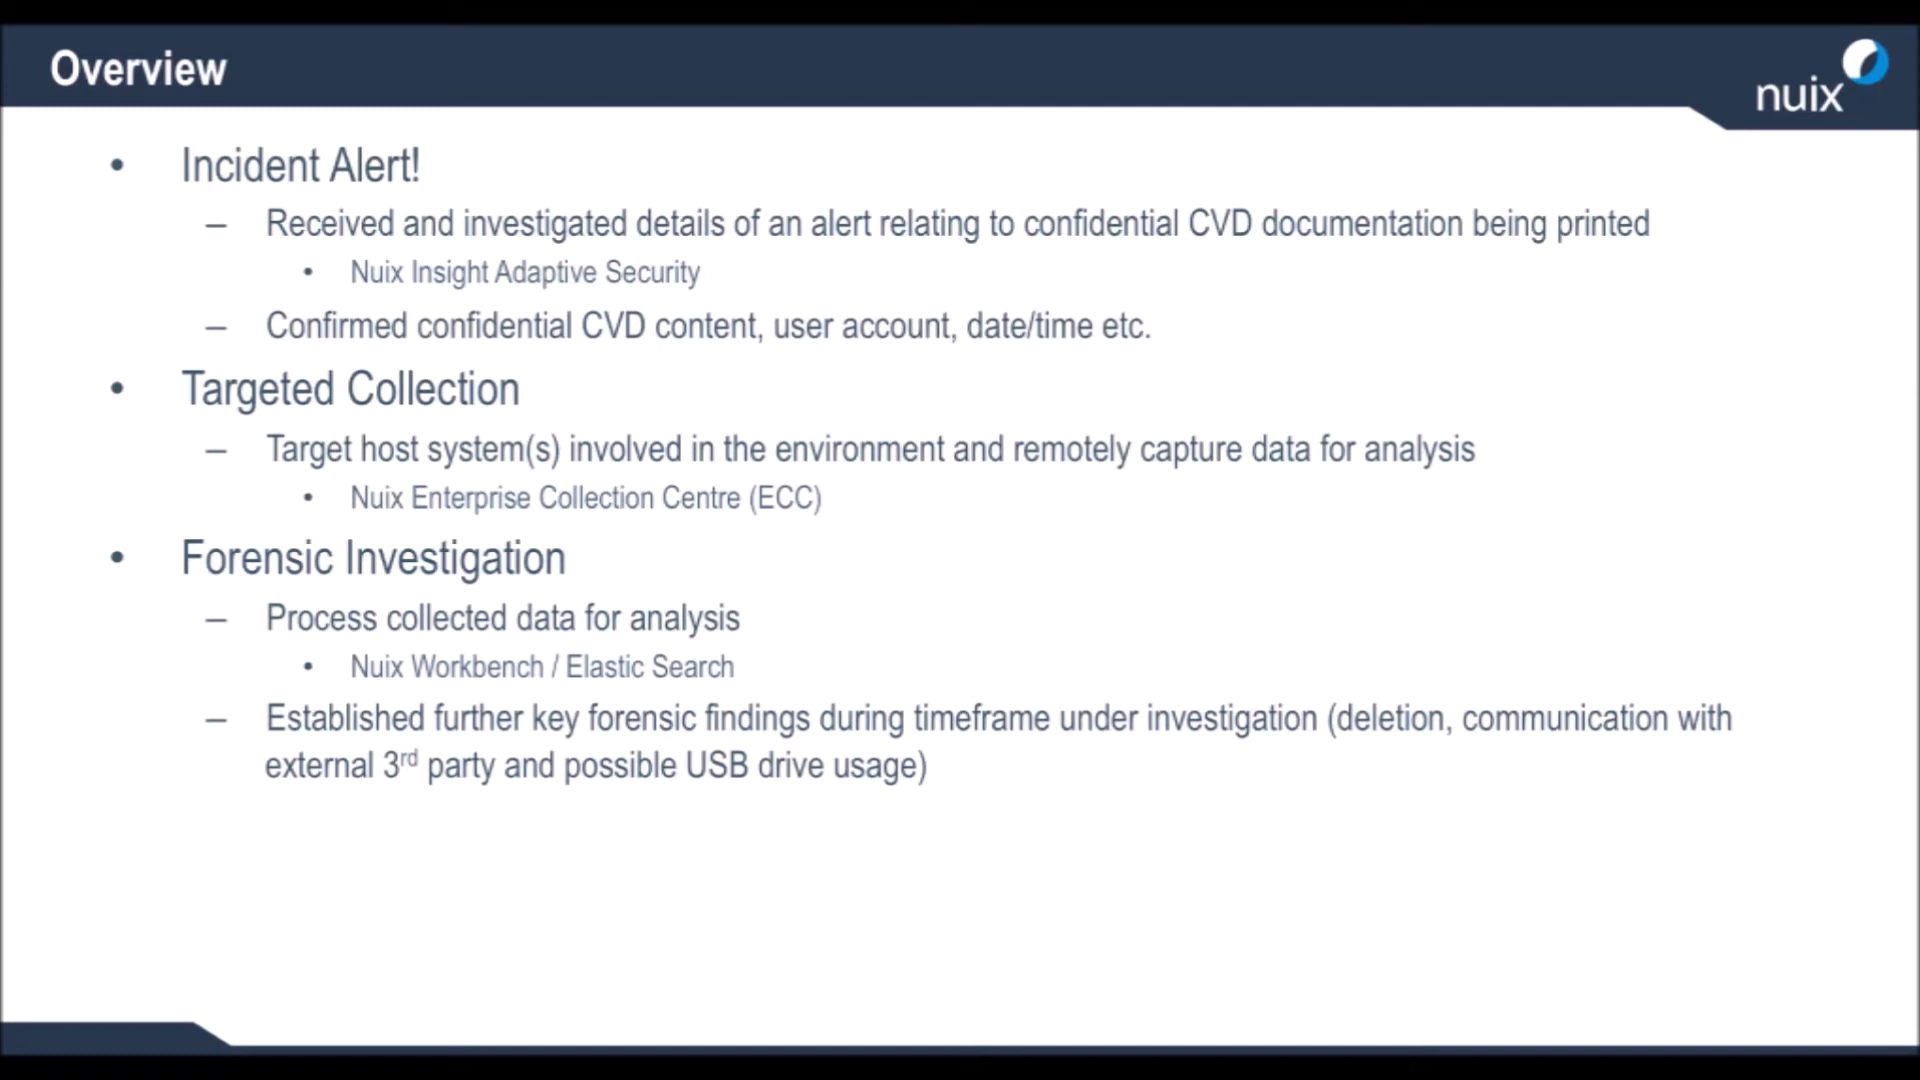 Overview
nuix
• Incident Alert!
– Received and investigated details of an alert relating to confidential CVD documentation being printed
• Nuix Insight Adaptive Security
– Confirmed confidential CVD content, user account, date/time etc.
• Targeted Collection
– Target host system(s) involved in the environment and remotely capture data for analysis
• Nuix Enterprise Collection Centre (ECC)
• Forensic Investigation
– Process collected data for analysis
• Nuix Workbench / Elastic Search
– Established further key forensic findings during timeframe under investigation (deletion, communication with
external 3rd party and possible USB drive usage)